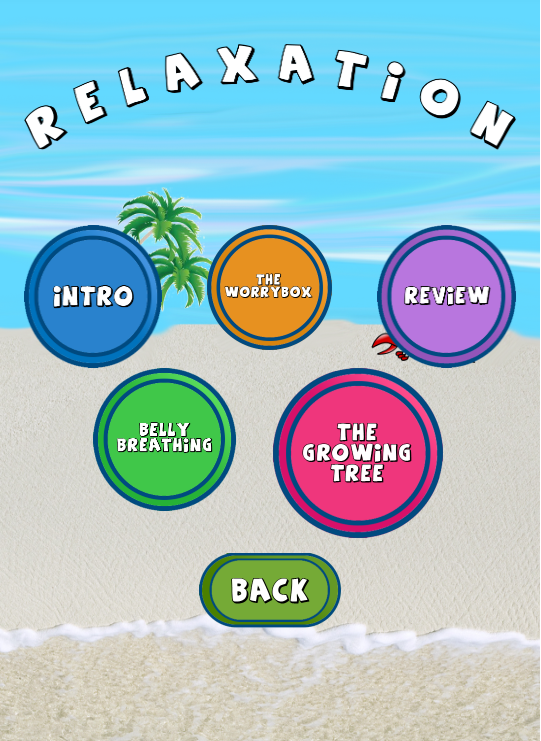 RELAXATION
INTRO
THE
WORRYBOX
REVIEW
BELLY
BREATHING
THE
GROWING
TREE
BACK